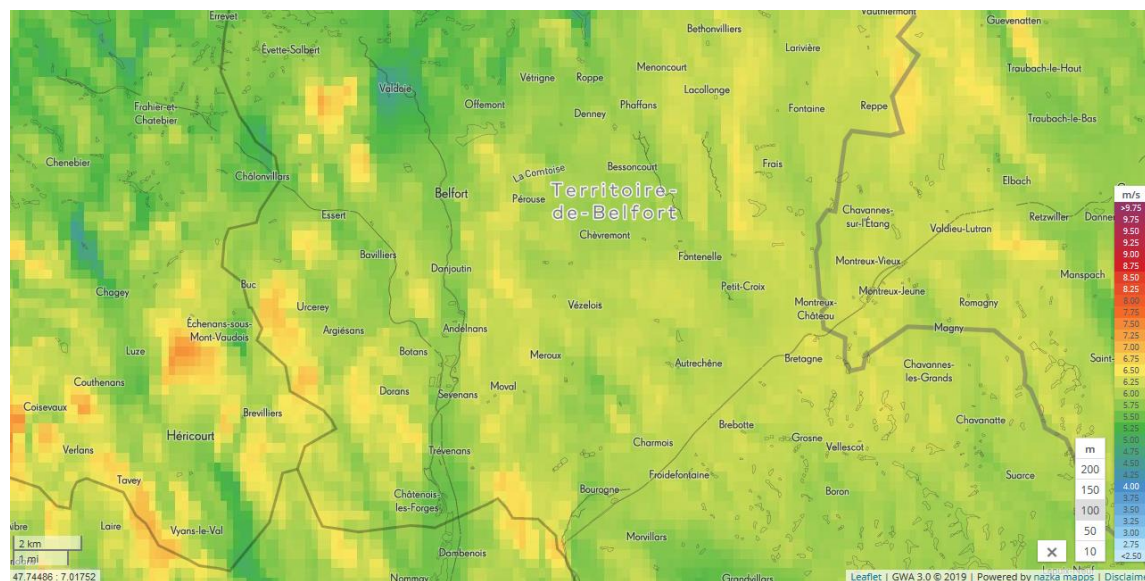 Errevet
Vauthiermont
Guevenatten
Évette-Salbert
Bethonvilliers
Larivière
Menoncourt
Traubach-le-Haut
Vétrigne
Roppe
Valdoie
Lacollonge
Offemont
Phaffans
Frahier-et-
Chatebier
Denney
Fontaine
Reppe
Traubach-le-Bas
Chenebier
Châlonvillars
Bessoncourt
Frais
La Comtoise
Elbach
Belfort
Pérouse
Territoire-
de-Belfort
Essert
Chavannes-
sur-l'Étang
Retzwiller
Valdieu-Lutran
Chèvremont
Bavilliers
Danjoutin
Fontenelle
Montreux-Vieux
Manspach
Chagey
Buc
Petit-Croix
Montreux-Jeune
Urcerey
Vézelois
Montreux-
Château
Romagny
Échenans-sous-
Mont-Vaudois
Argiésans
Andelnans
Magny
Luze
Botans
Meroux
Autrechêne
Bretagne
Saint-
Chavannes-
les-Grands
Couthenans
Dorans
Sevenans
Moval
Coisevaux
Brevilliers
Brebotte
Chavanatte
Héricourt
Charmois
Grosne
Vellescot
Verlans
Trévenans
Froidefontaine
Suarce
Tavey
Châtenois-
les-Forges
Bourogne
Boron
Laire
Vyans-le-Val
Morvillars
Dambenois
Nommay
Grandvillars
m/s
>9.75
9.75
9.50
9.25
9.00
8.75
8.50
8.25
8.00
7.75
7.50
7.25
7.00
6.75
6.50
6.25
6.00
5.75
5.50
5.25
5.00
4.75
4.50
4.25
4.00
3.75
3.50
3.25
3.00
2.75
<2.50
m
200
150
100
50
10
2 km
1 mi
47.74486 : 7.01752
Leaflet | GWA 3.0 © 2019 | Powered by nazka mapps | Disclaim